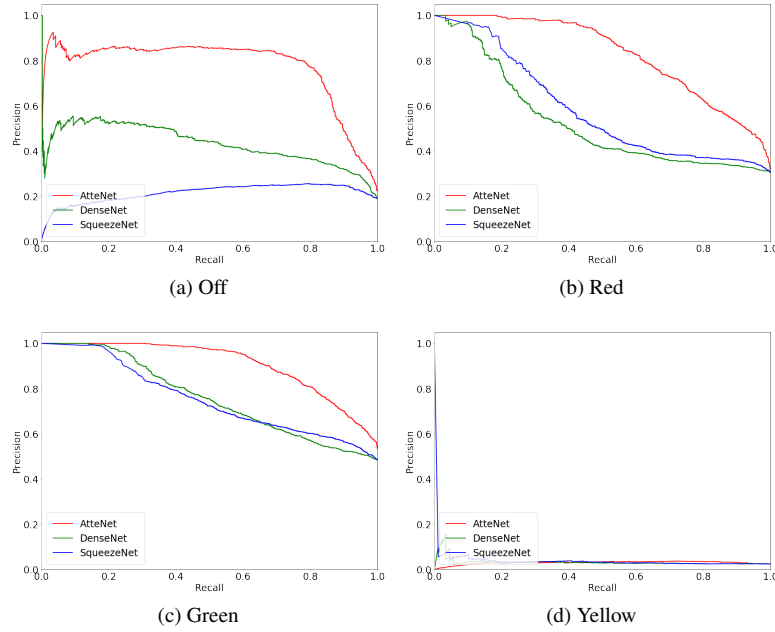 1.0
0.8
0.6
0.4
0.2
0.0
Precision
AtteNet
DenseNet
SqueezeNet
0.0 0.2 0.4 0.6 0.8 1.0
Recall
(a) Off
1.0
0.8
0.6
0.4
0.2
0.0
Precision
AtteNet
DenseNet
SqueezeNet
0.0 0.2 0.4 0.6 0.8 1.0
Recall
(b) Red
1.0
0.8
0.6
0.4
0.2
0.0
Precision
AtteNet
DenseNet
SqueezeNet
0.0 0.2 0.4 0.6 0.8 1.0
Recall
(c) Green
1.0
0.8
0.6
0.4
0.2
0.0
Precision
AtteNet
DenseNet
SqueezeNet
0.0 0.2 0.4 0.6 0.8 1.0
Recall
(d) Yellow